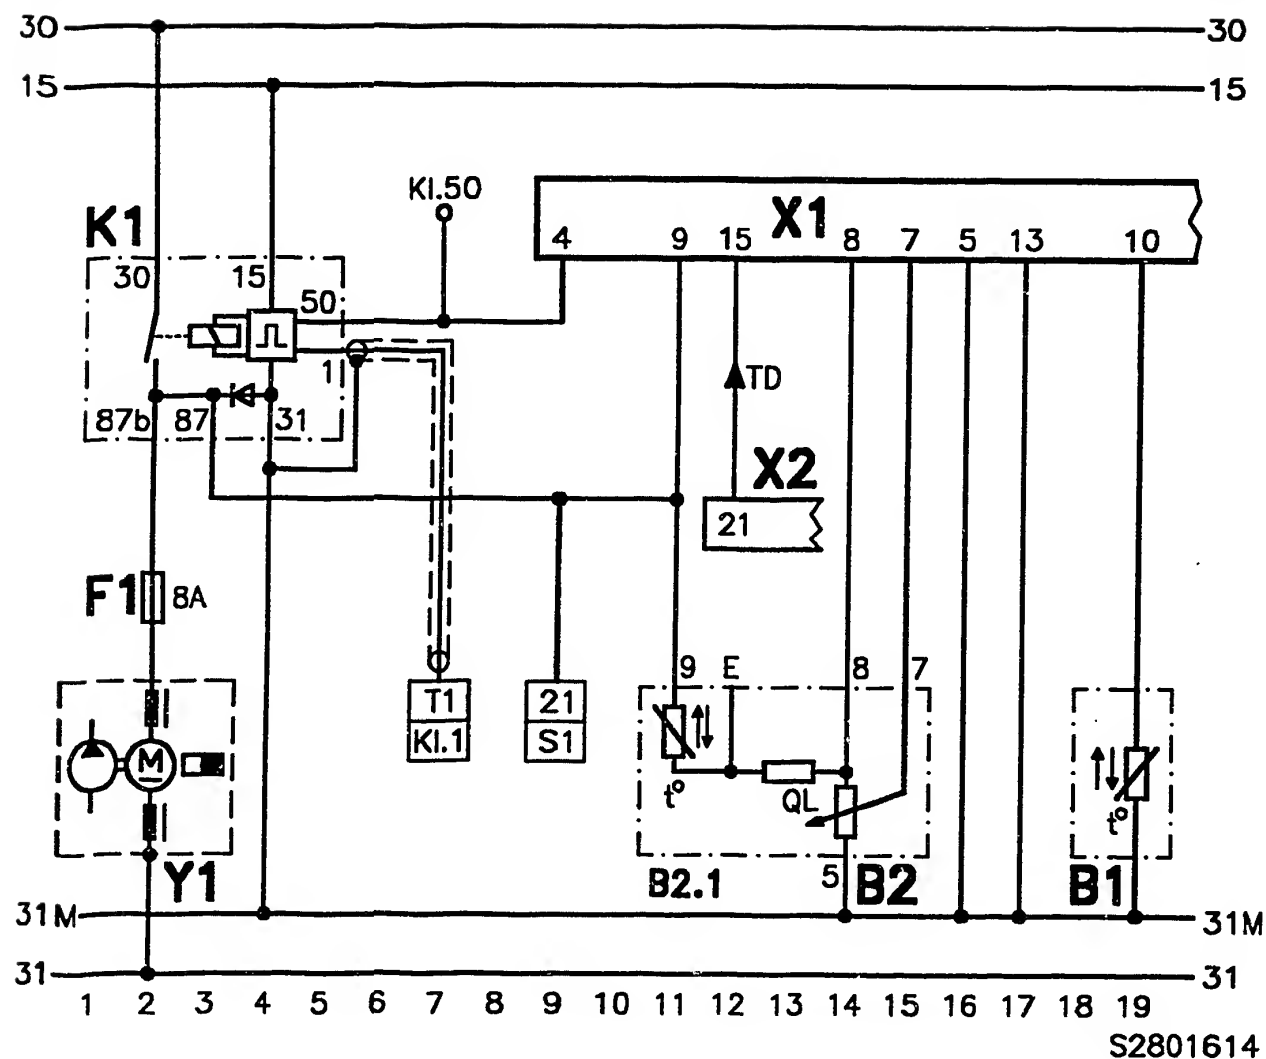 30 30
15 15
Kl.50
K1 X1
4 9 15 8 7 5 13 10
30 15
50
1
TD
87b 87 31
X2
21
F1 8A
9 E 8 7
T1 21
Kl.1 S1
M
t° QL
t°
Y1 B2.1 5 B2 B1
31M 31M
31 31
1 2 3 4 5 6 7 8 9 10 11 12 13 14 15 16 17 18 19
S2801614